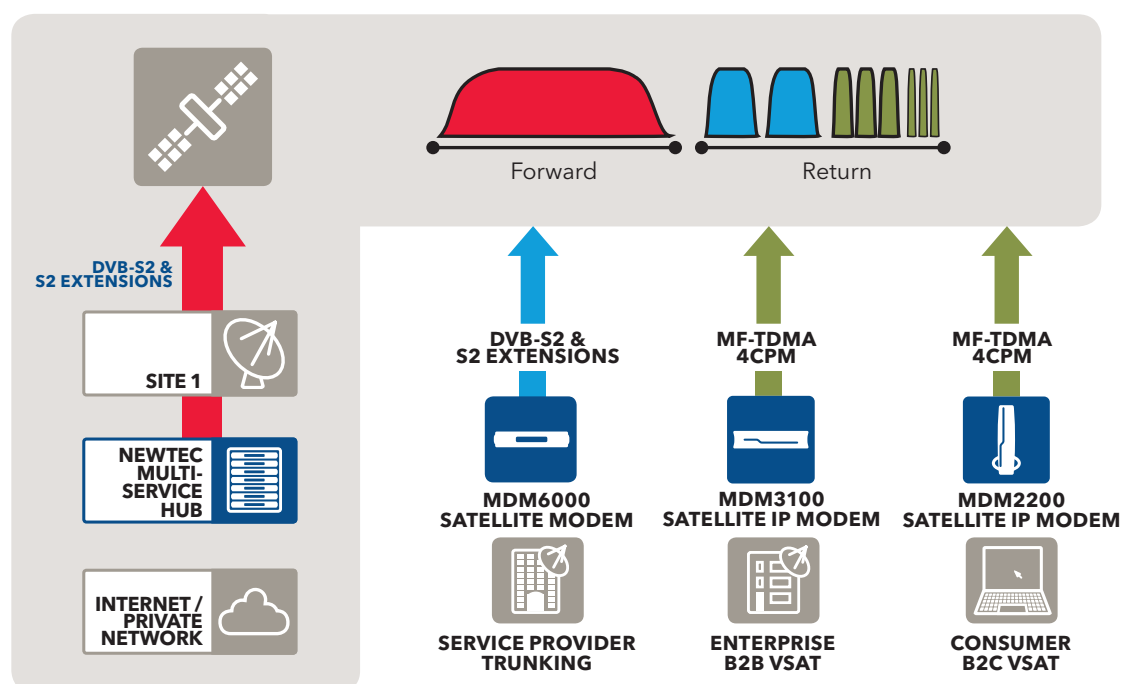 Forward
Return
DVB-S2 &
S2 EXTENSIONS
SITE 1
NEWTEC
MULTI-
SERVICE
HUB
INTERNET /
PRIVATE
NETWORK
DVB-S2 &
S2 EXTENSIONS
MDM6000
SATELLITE MODEM
SERVICE PROVIDER
TRUNKING
MF-TDMA
4CPM
MDM3100
SATELLITE IP MODEM
ENTERPRISE
B2B VSAT
MF-TDMA
4CPM
MDM2200
SATELLITE IP MODEM
CONSUMER
B2C VSAT